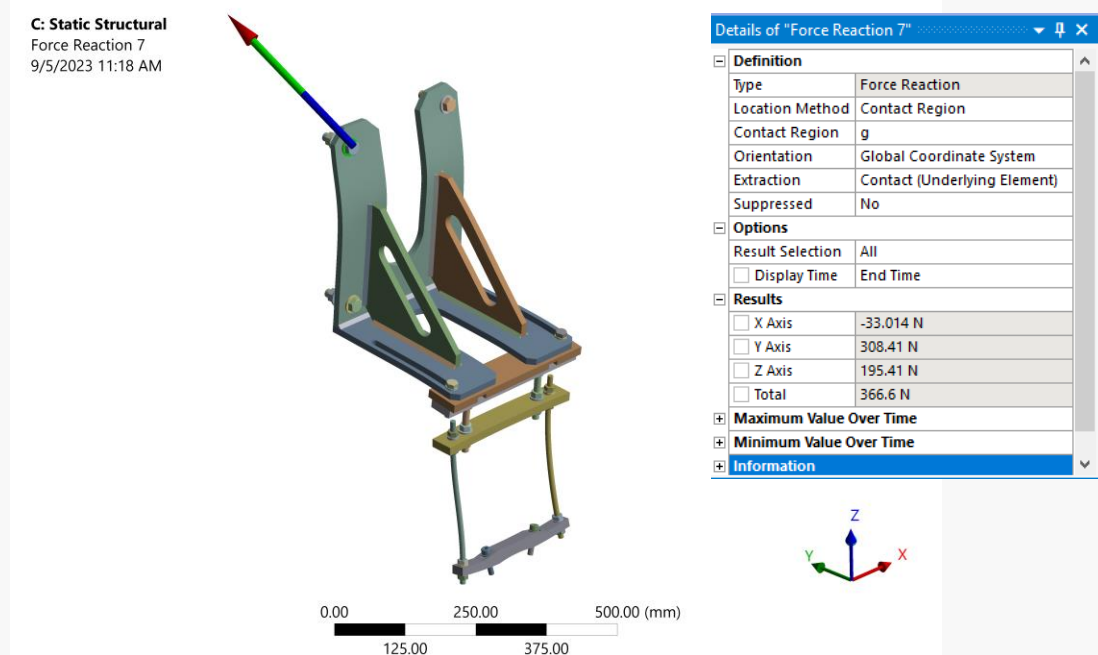 C: Static Structural
Force Reaction 7
9/5/2023 11:18 AM
Details of "Force Reaction 7"
Definition
Type Force Reaction
Location Method Contact Region
Contact Region g
Orientation Global Coordinate System
Extraction Contact (Underlying Element)
Suppressed No
Options
Result Selection All
Display Time End Time
Results
X Axis -33.014 N
Y Axis 308.41 N
Z Axis 195.41 N
Total 366.6 N
Maximum Value Over Time
Minimum Value Over Time
Information
Z
Y X
0.00 250.00 500.00 (mm)
125.00 375.00